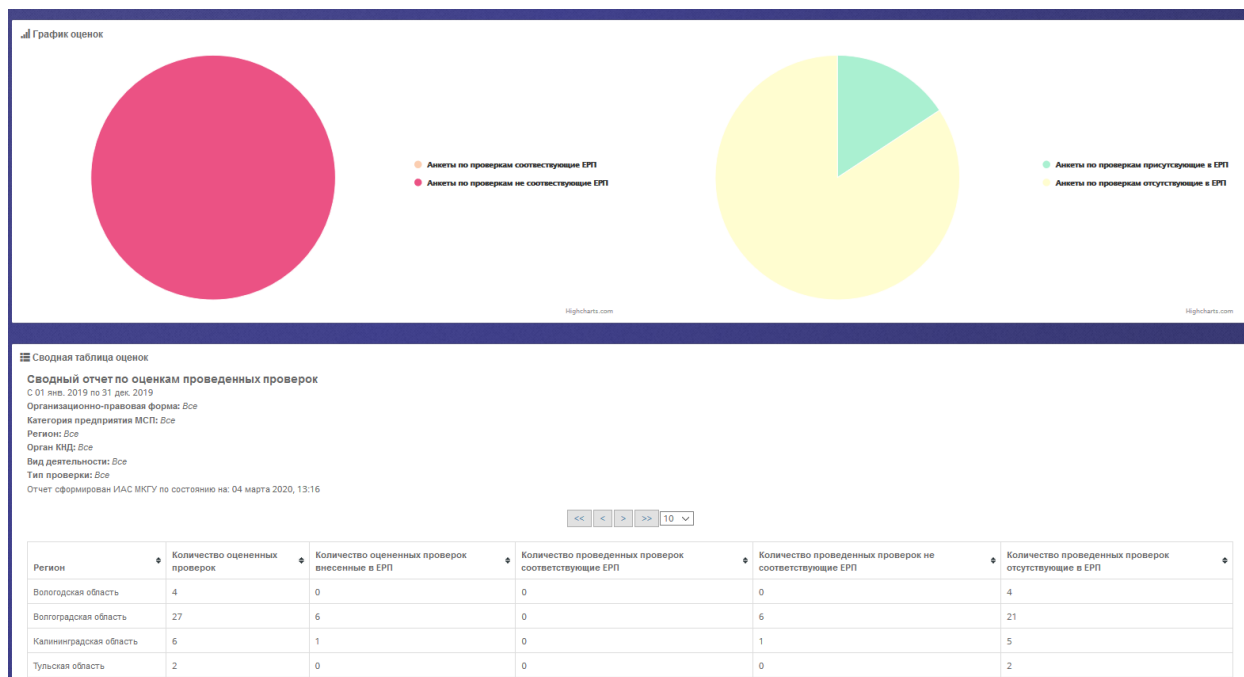 График оценок
Анкеты по проверкам соотвествующие ЕРП
Анкеты по проверкам не соотвествующие ЕРП
Highcharts.com
Анкеты по проверкам присутсвующие в ЕРП
Анкеты по проверкам отсутствующие в ЕРП
Highcharts.com
Сводная таблица оценок
Сводный отчет по оценкам проведенных проверок
С 01 янв. 2019 по 31 дек. 2019
Организационно-правовая форма: Все
Категория предприятия МСП: Все
Регион: Все
Орган КНД: Все
Вид деятельности: Все
Тип проверки: Все
Отчет сформирован ИАС МКГУ по состоянию на: 04 марта 2020, 13:16
<< < > >> 10
Регион
Количество оцененных
проверок
Количество оцененных проверок
внесенные в ЕРП
Количество проведенных проверок
соответствующие ЕРП
Количество проведенных проверок не
соответствующие ЕРП
Количество проведенных проверок
отсутствующие в ЕРП
Вологодская область 4 0 0 0 4
Волгоградская область 27 6 0 6 21
Калининградская область 6 1 0 1 5
Тульская область 2 0 0 0 2